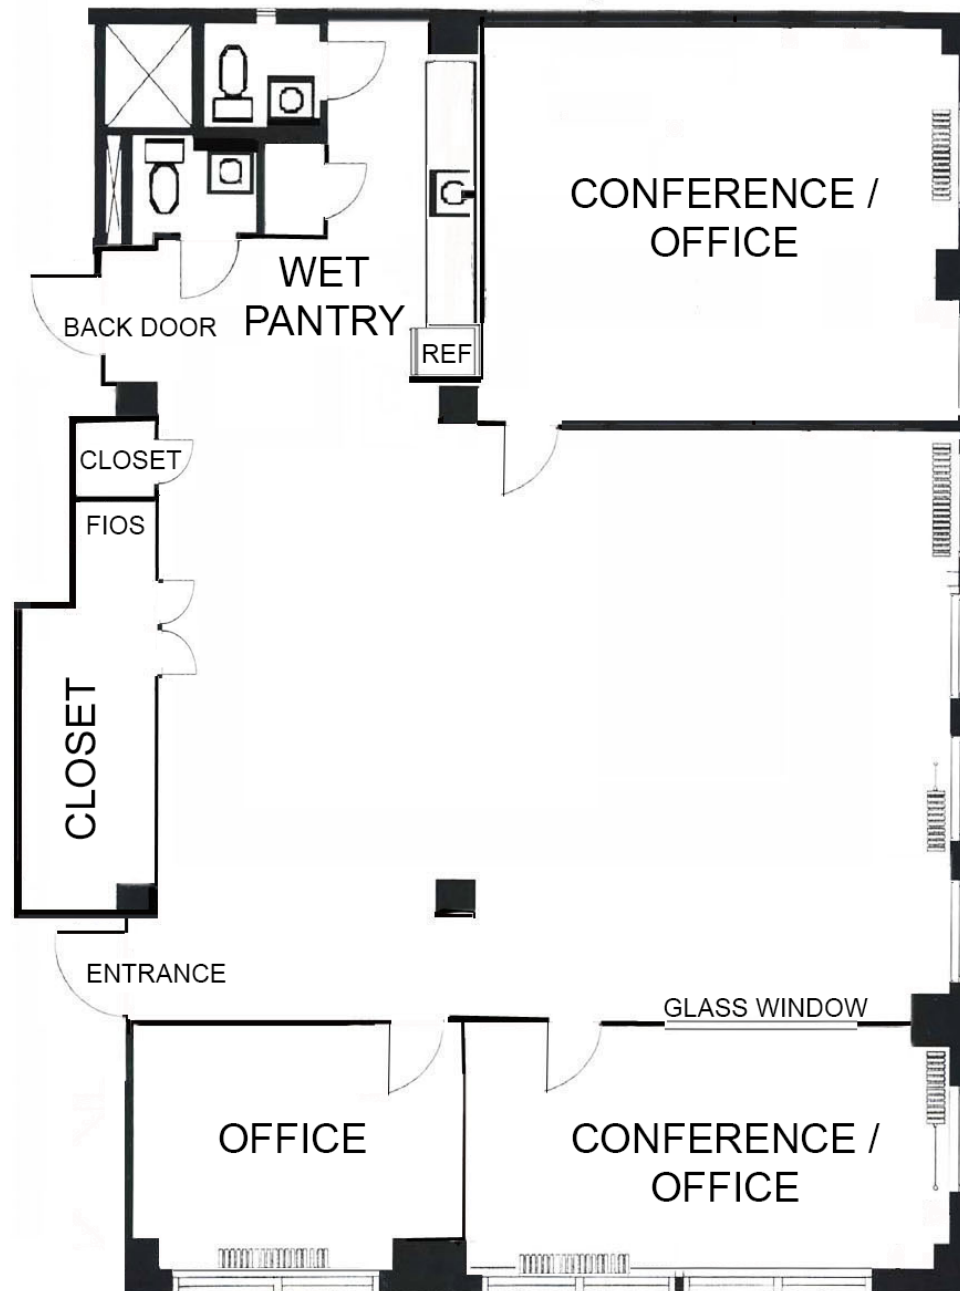 CONFERENCE /
OFFICE
WET
PANTRY
BACK DOOR
REF
CLOSET
FIOS
CLOSET
ENTRANCE
GLASS WINDOW
OFFICE
CONFERENCE /
OFFICE